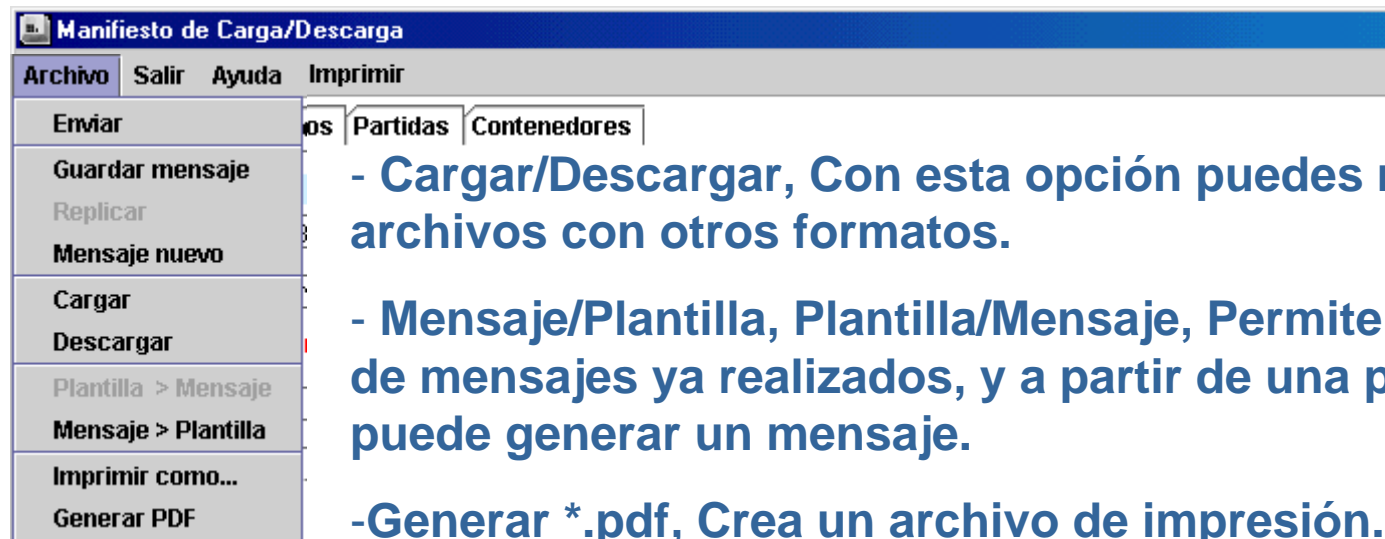 Manifiesto de Carga/Descarga
Archivo Salir Ayuda Imprimir
Enviar
Guardar mensaje
Replicar
Mensaje nuevo
Cargar
Descargar
Plantilla > Mensaje
Mensaje > Plantilla
Imprimir como...
Generar PDF
Partidas Contenedores
- Cargar/Descargar, Con esta opción puedes
archivos con otros formatos.
- Mensaje/Plantilla, Plantilla/Mensaje, Permite
de mensajes ya realizados, y a partir de una
puede generar un mensaje.
-Generar *.pdf, Crea un archivo de impresión.